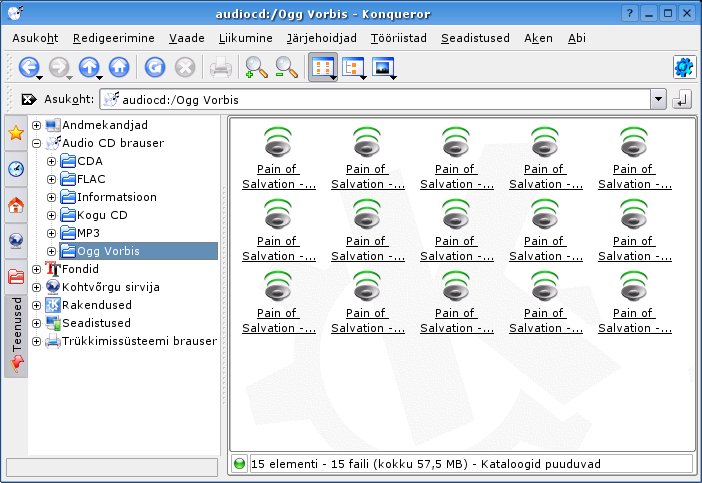 audiocd:/Ogg Vorbis - Konqueror
Asukoht Redigeerimine Vaade Liikumine Järjehoidjad Tööriistad Seadistused Aken Abi
Asukoht: audiocd:/Ogg Vorbis
Teenused
Andmekandjad
Audio CD brauser
CDA
FLAC
Informatsioon
Kogu CD
MP3
Ogg Vorbis
Fondid
Kohtvõrgu sirvija
Rakendused
Seadistused
Trükkimissüsteemi brauser
Pain of Pain of Pain of Pain of Pain of
Salvation -... Salvation -... Salvation -... Salvation -... Salvation -...
Pain of Pain of Pain of Pain of Pain of
Salvation -... Salvation -... Salvation -... Salvation -... Salvation -...
Pain of Pain of Pain of Pain of Pain of
Salvation -... Salvation -... Salvation -... Salvation -... Salvation -...
15 elementi - 15 faili (kokku 57,5 MB) - Kataloogid puuduvad